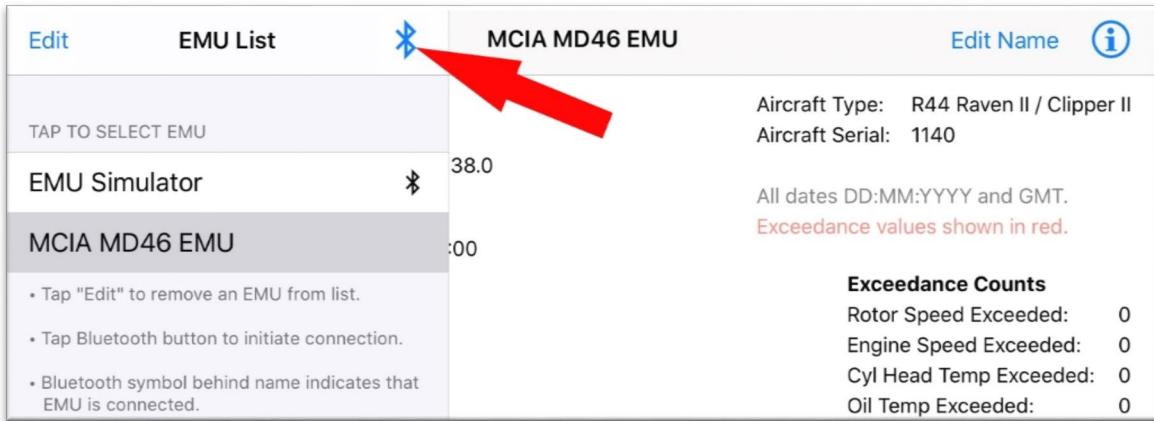 Edit EMU List
TAP TO SELECT EMU
EMU Simulator
MCIA MD46 EMU
• Tap "Edit" to remove an EMU from list.
• Tap Bluetooth button to initiate connection.
• Bluetooth symbol behind name indicates that
EMU is connected.
MCIA MD46 EMU Edit Name i
38.0
:00
Aircraft Type: R44 Raven II / Clipper II
Aircraft Serial: 1140
All dates DD:MM:YYYY and GMT.
Exceedance values shown in red.
Exceedance Counts
Rotor Speed Exceeded: 0
Engine Speed Exceeded: 0
Cyl Head Temp Exceeded: 0
Oil Temp Exceeded: 0